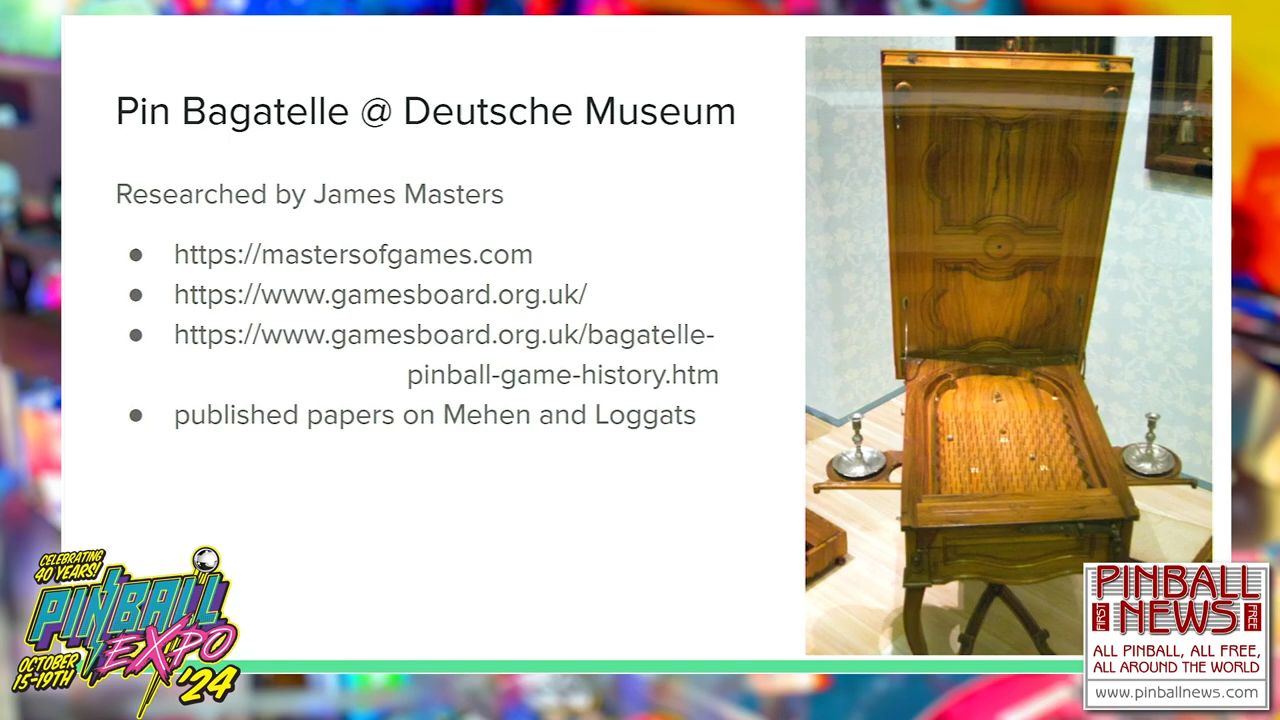 Pin Bagatelle @ Deutsche Museum
Researched by James Masters
● https://mastersofgames.com
● https://www.gamesboard.org.uk/
● https://www.gamesboard.org.uk/bagatelle-
pinball-game-history.htm
● published papers on Mehen and Loggats
CELEBRATING
40 YEARS!
PINBALL
EXPO
OCTOBER
15-19TH
'24
PINBALL
FIRST NEWS FREE
ALL PINBALL, ALL FREE,
ALL AROUND THE WORLD
www.pinballnews.com